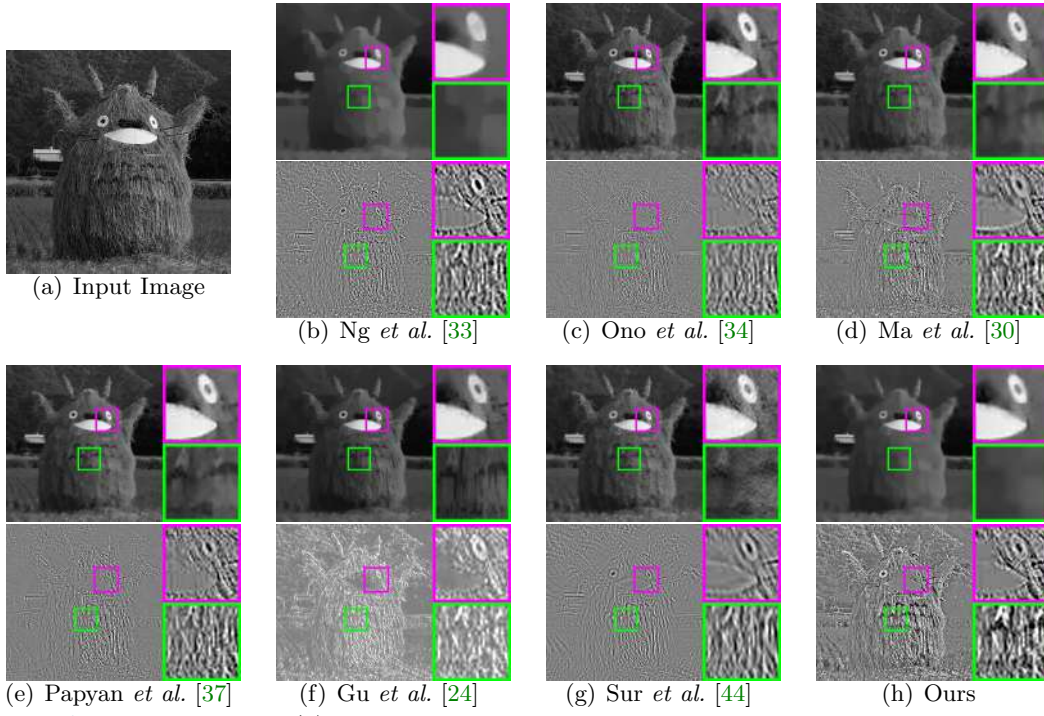 (a) Input Image
(b) Ng et al. [33]
(c) Ono et al. [34]
(d) Ma et al. [30]
(e) Papyan et al. [37]
(f) Gu et al. [24]
(g) Sur et al. [44]
(h) Ours